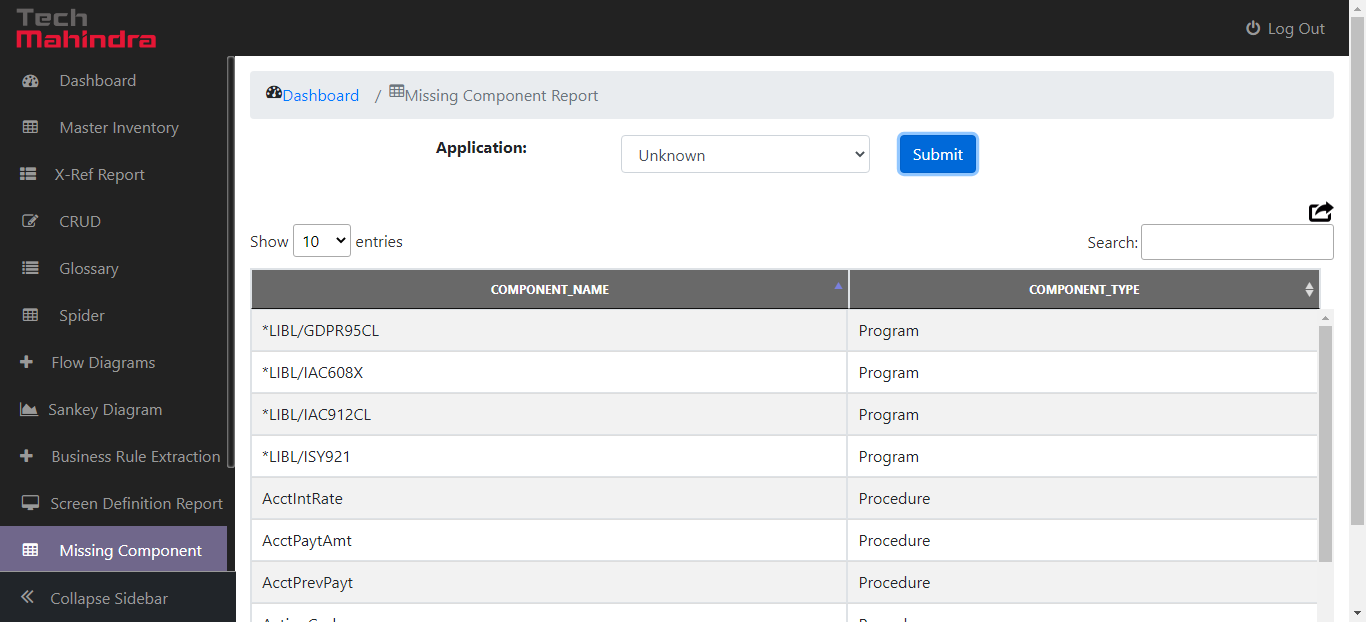 Tech
Mahindra
Log Out
Dashboard
Master Inventory
X-Ref Report
CRUD
Glossary
Spider
Flow Diagrams
Sankey Diagram
Business Rule Extraction
Screen Definition Report
Missing Component
Collapse Sidebar
Dashboard / Missing Component Report
Application: Unknown Submit
Show 10 entries Search:
COMPONENT_NAME COMPONENT_TYPE
*LIBL/GDPR95CL Program
*LIBL/IAC608X Program
*LIBL/IAC912CL Program
*LIBL/ISY921 Program
AcctIntRate Procedure
AcctPaytAmt Procedure
AcctPrevPayt Procedure